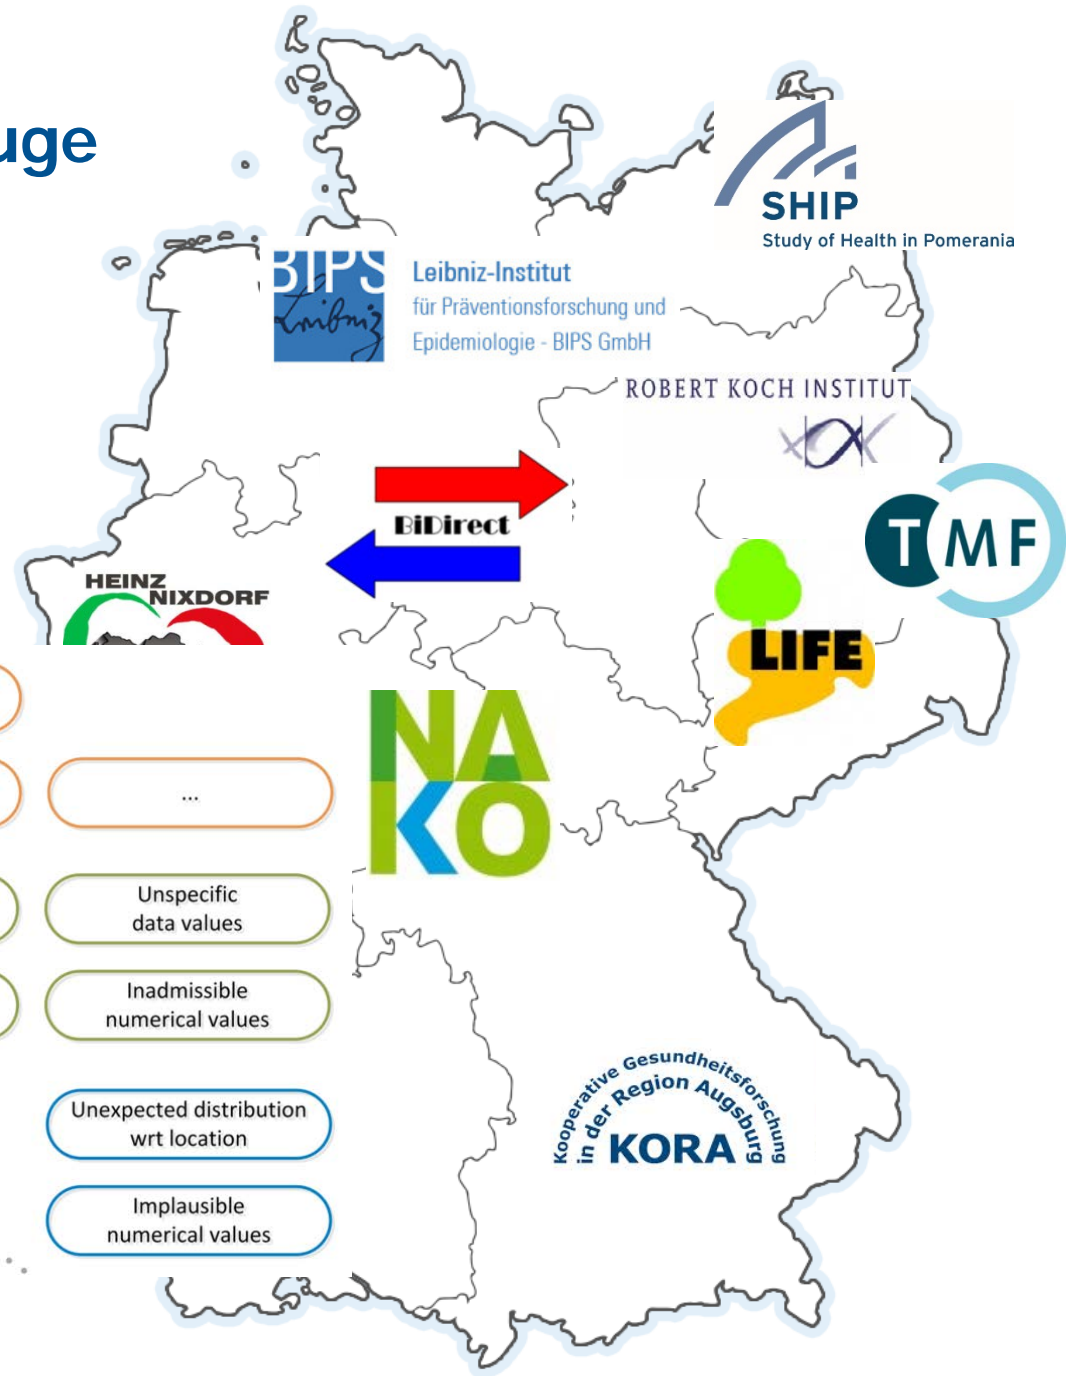 uge
SHIP
Study of Health in Pomerania
BIPS
Leibniz
Leibniz-Institut
für Präventionsforschung und
Epidemiologie - BIPS GmbH
ROBERT KOCH INSTITUT
BiDirect
TMF
HEINZ
NIXDORF
LIFE
NAKO
...
Unspecific
data values
Inadmissible
numerical values
Kooperative Gesundheitsforschung
in der Region Augsburg
KORA
Unexpected distribution
wrt location
Implausible
numerical values